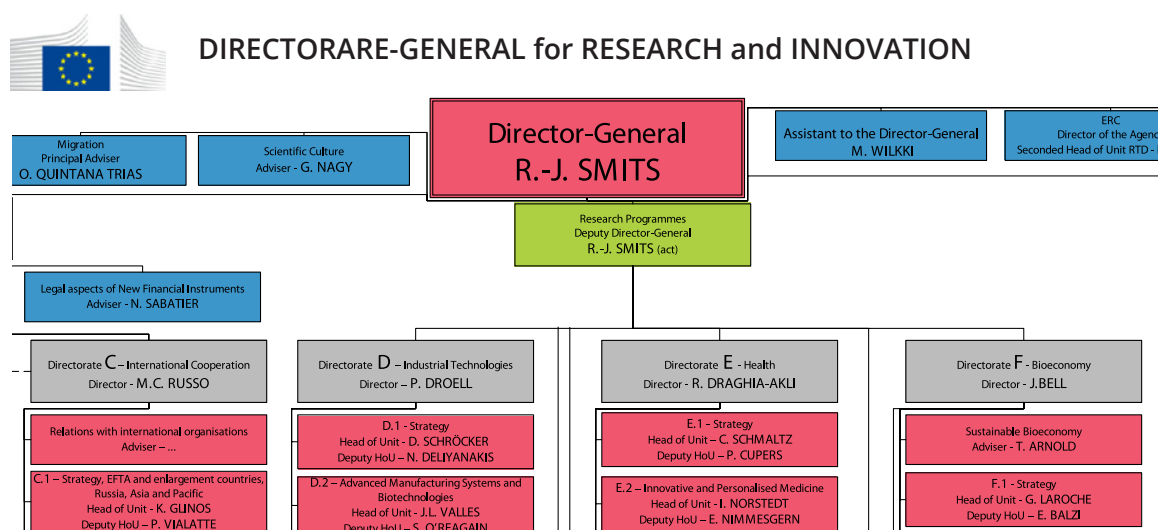 DIRECTORARE-GENERAL for RESEARCH and INNOVATION
Migration
Principal Adviser
O. QUINTANA TRIAS
Scientific Culture
Adviser - G. NAGY
Director-General
R.-J. SMITS
Assistant to the Director-General
M. WILKKI
ERC
Director of the Agenc
Seconded Head of Unit RTD -
Research Programmes
Deputy Director-General
R.-J. SMITS (act)
Legal aspects of New Financial Instruments
Adviser - N. SABATIER
Directorate C – International Cooperation
Director - M.C. RUSSO
Directorate D – Industrial Technologies
Director – P. DROELL
Directorate E - Health
Director - R. DRAGHIA-AKLI
Directorate F - Bioeconomy
Director - J.BELL
Relations with international organisations
Adviser – ...
D.1 - Strategy
Head of Unit - D. SCHRÖCKER
Deputy HoU – N. DELIYANAKIS
E.1 - Strategy
Head of Unit – C. SCHMALTZ
Deputy HoU – P. CUPERS
Sustainable Bioeconomy
Adviser - T. ARNOLD
C.1 – Strategy, EFTA and enlargement countries,
Russia, Asia and Pacific
Head of Unit - K. GLINOS
Deputy HoU – P. VIALATTE
D.2 – Advanced Manufacturing Systems and
Biotechnologies
Head of Unit - J.L. VALLES
Deputy HoU – S. O'REAGAIN
E.2 – Innovative and Personalised Medicine
Head of Unit - I. NORSTEDT
Deputy HoU – E. NIMMESGERN
F.1 - Strategy
Head of Unit - G. LAROCHE
Deputy HoU – E. BALZI